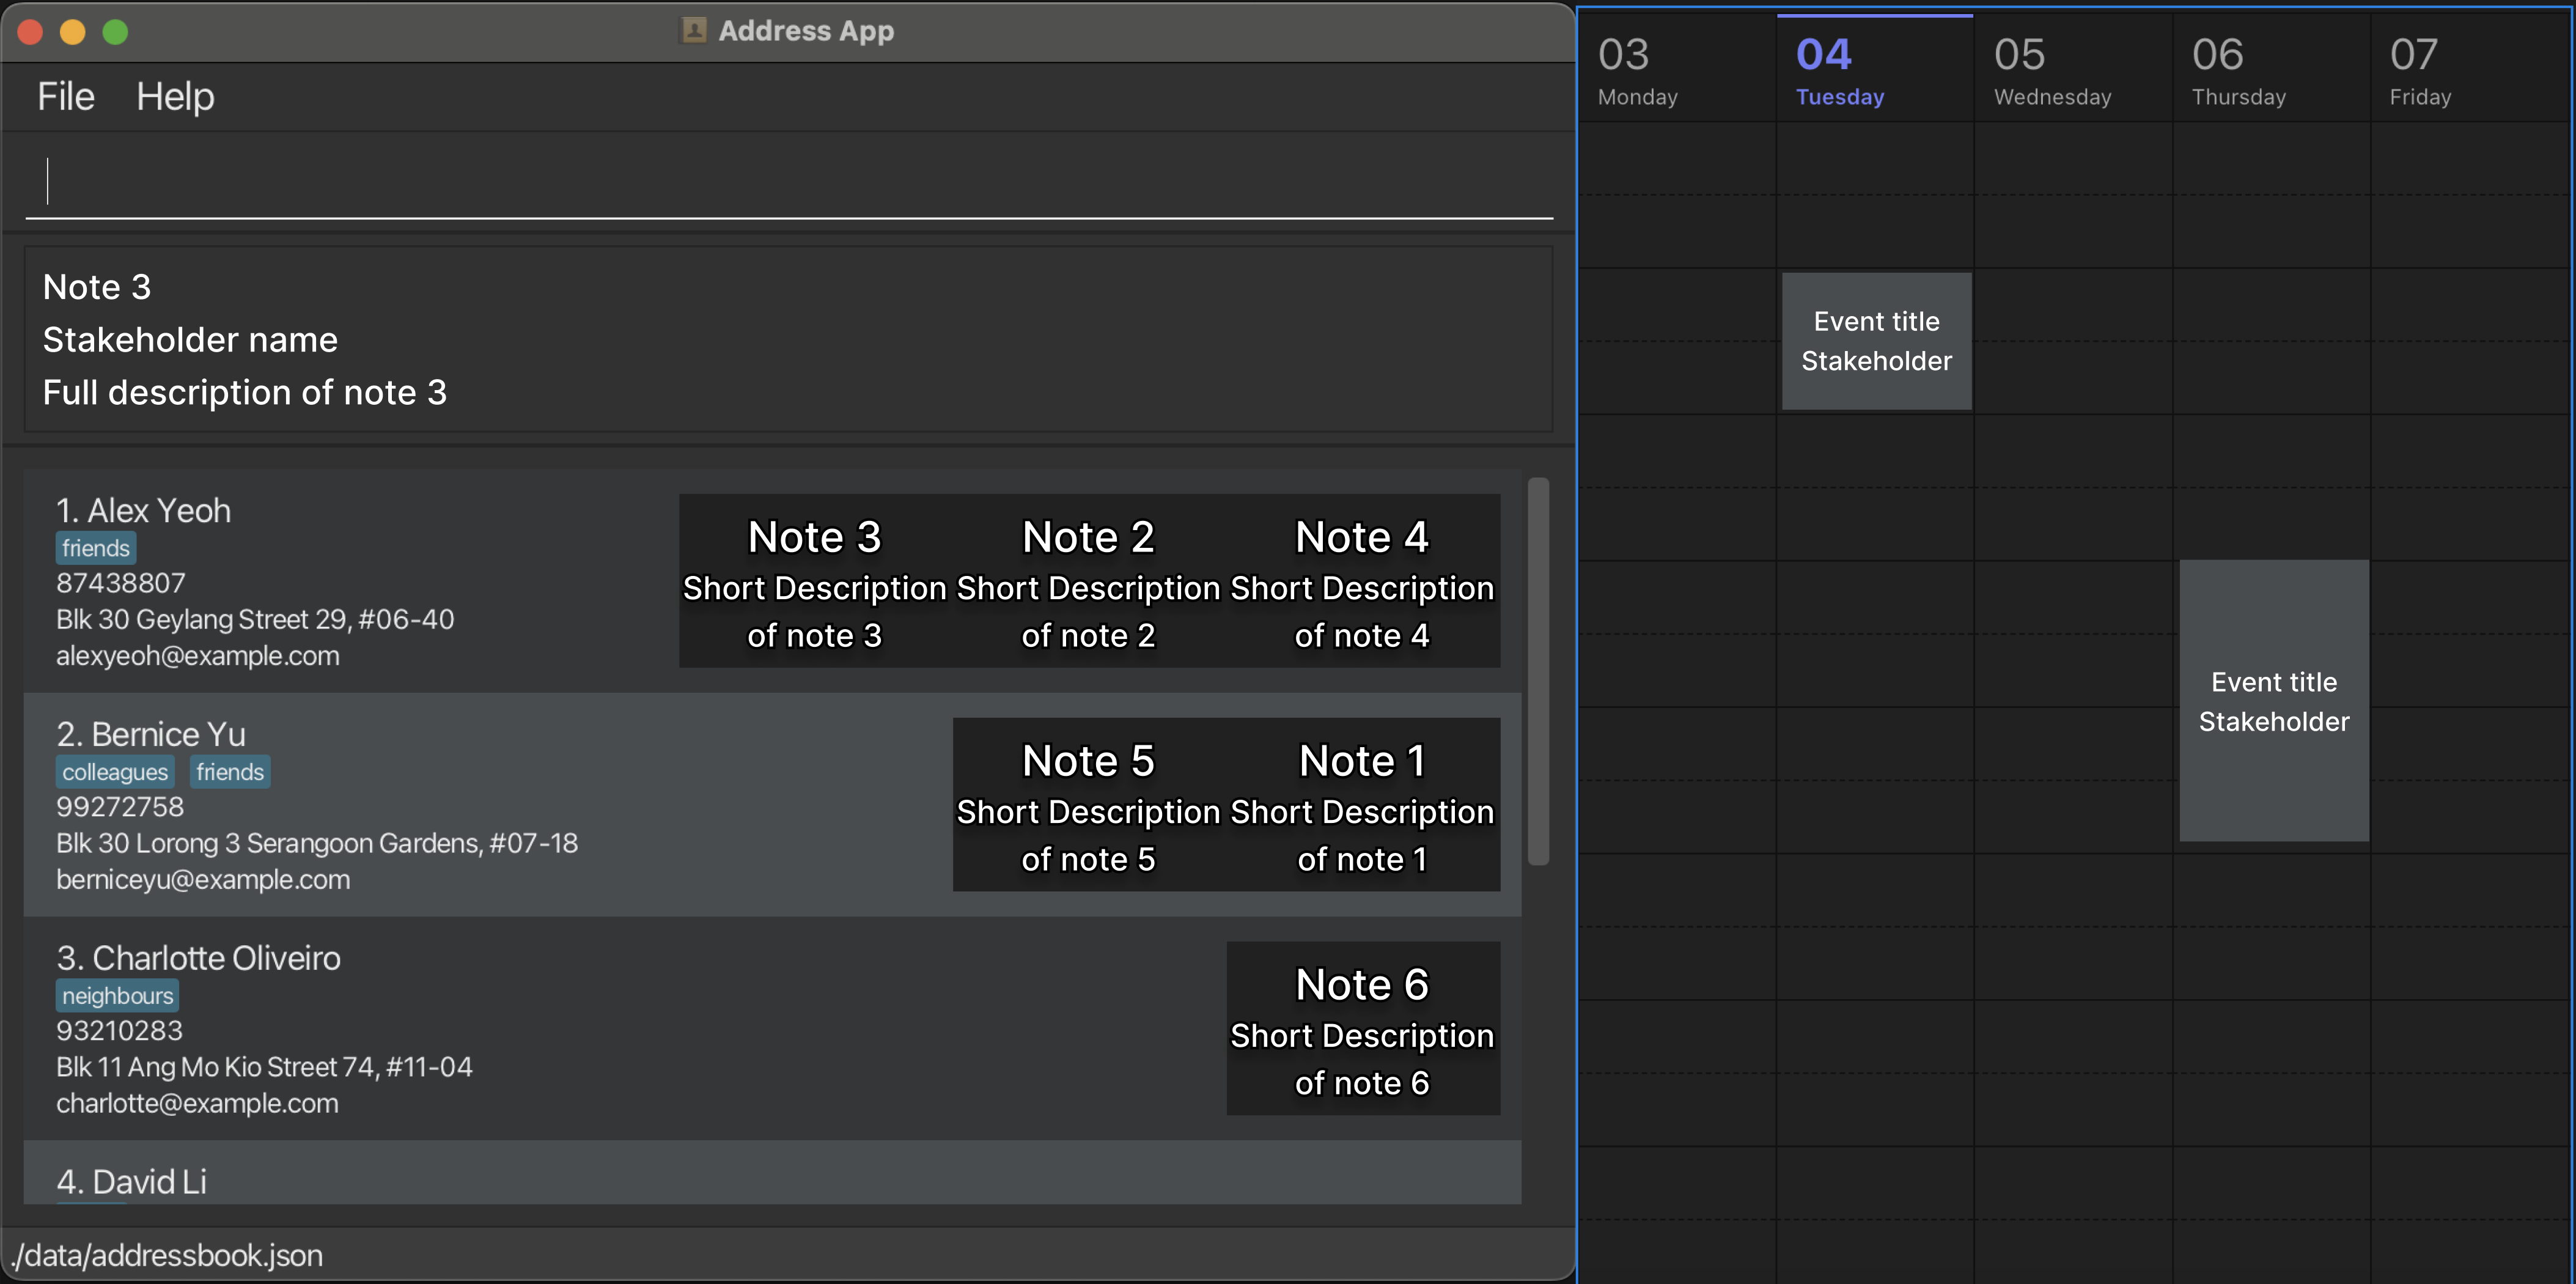 Address App
File Help
Note 3
Stakeholder name
Full description of note 3
1. Alex Yeoh
friends
87438807
Blk 30 Geylang Street 29, #06-40
alexyeoh@example.com
Note 3
Short Description
of note 3
Note 2
Short Description
of note 2
Note 4
Short Description
of note 4
2. Bernice Yu
colleagues friends
99272758
Blk 30 Lorong 3 Serangoon Gardens, #07-18
berniceyu@example.com
Note 5
Short Description
of note 5
Note 1
Short Description
of note 1
3. Charlotte Oliveiro
neighbours
93210283
Blk 11 Ang Mo Kio Street 74, #11-04
charlotte@example.com
Note 6
Short Description
of note 6
4. David Li
./data/addressbook.json
03
Monday
04
Tuesday
05
Wednesday
06
Thursday
07
Friday
Event title
Stakeholder
Event title
Stakeholder